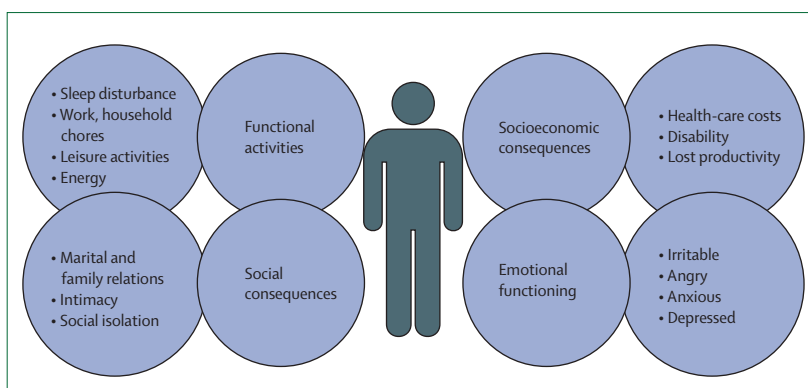 • Sleep disturbance
• Work, household
chores
• Leisure activities
• Energy
Functional
activities
Socioeconomic
consequences
• Health-care costs
• Disability
• Lost productivity
• Marital and
family relations
• Intimacy
• Social isolation
Social
consequences
Emotional
functioning
• Irritable
• Angry
• Anxious
• Depressed